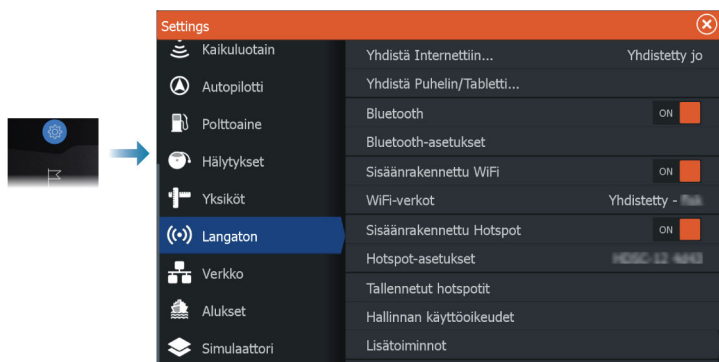 Settings
Kaikuluotain
Autopilotti
Polttoaine
Hälytykset
Yksiköt
Langaton
Verkko
Alukset
Simulaattori
Yhdistä Internettiin... Yhdistetty jo
Yhdistä Puhelin/Tabletti...
Bluetooth ON
Bluetooth-asetukset
Sisäänrakennettu WiFi ON
WiFi-verkot Yhdistetty -
Sisäänrakennettu Hotspot ON
Hotspot-asetukset
Tallennetut hotspotit
Hallinnan käyttöoikeudet
Lisätoiminnot